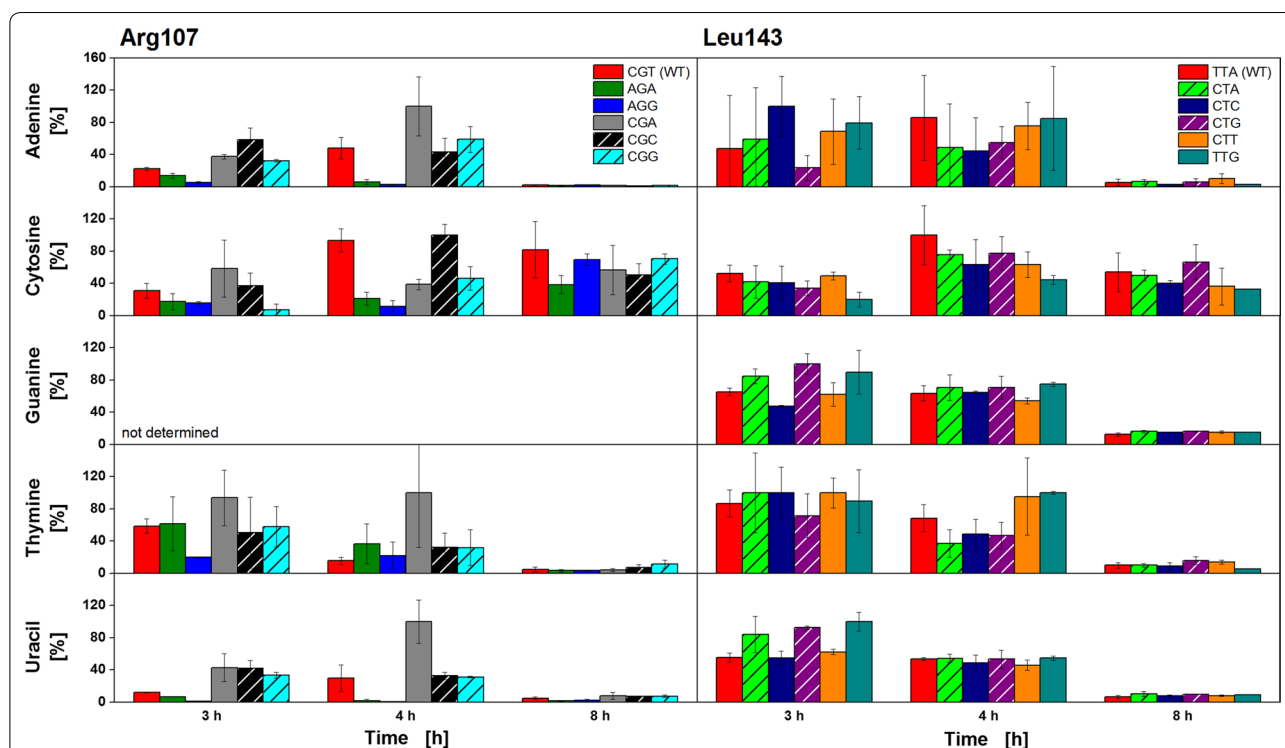 Arg107
Leu143
Adenine [%]
160
120
80
40
0
CGT (WT)
AGA
AGG
CGA
CGC
CGG
TTA (WT)
CTA
CTC
CTG
CTT
TTG
Cytosine [%]
120
80
40
0
Guanine [%]
120
80
40
0
not determined
Thymine [%]
120
80
40
0
Uracil [%]
120
80
40
0
3 h
4 h
8 h
3 h
4 h
8 h
Time [h]
Time [h]